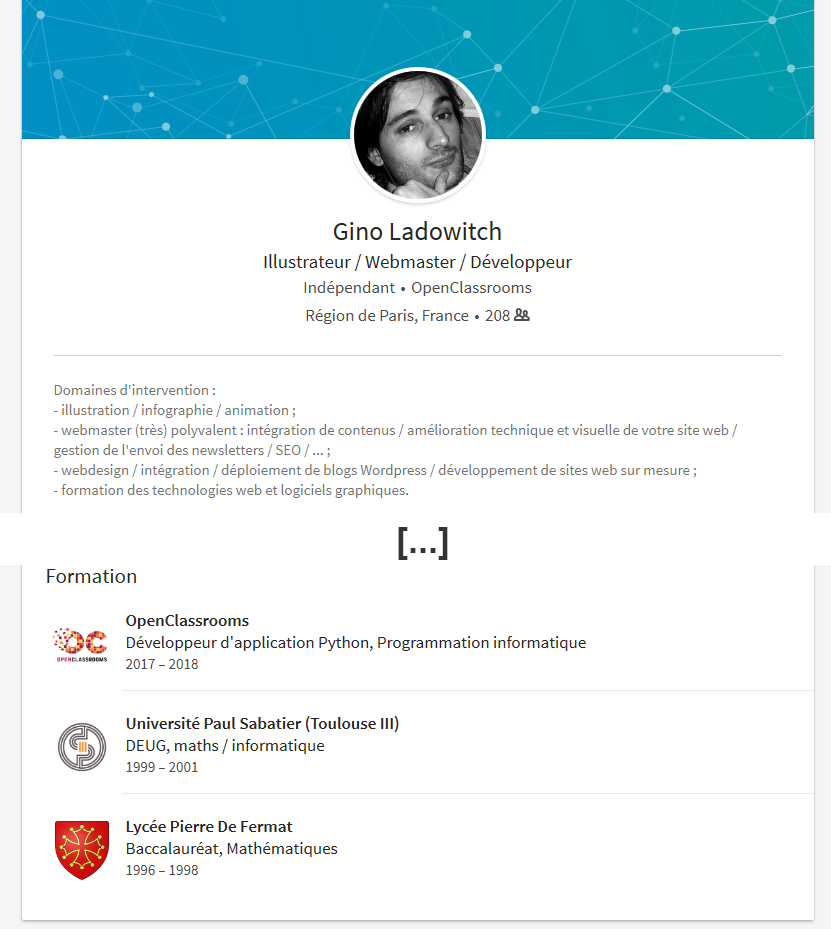 Gino Ladowitch
Illustrateur / Webmaster / Développeur
Indépendant • OpenClassrooms
Région de Paris, France • 208
Domaines d'intervention :
- illustration / infographie / animation ;
- webmaster (très) polyvalent : intégration de contenus / amélioration technique et visuelle de votre site web /
gestion de l'envoi des newsletters / SEO / ... ;
- webdesign / intégration / déploiement de blogs Wordpress / développement de sites web sur mesure ;
- formation des technologies web et logiciels graphiques.
[...]
Formation
OpenClassrooms
Développeur d'application Python, Programmation informatique
2017 – 2018
OC
OPENCLASSROOMS
Université Paul Sabatier (Toulouse III)
DEUG, maths / informatique
1999 – 2001
Lycée Pierre De Fermat
Baccalauréat, Mathématiques
1996 – 1998